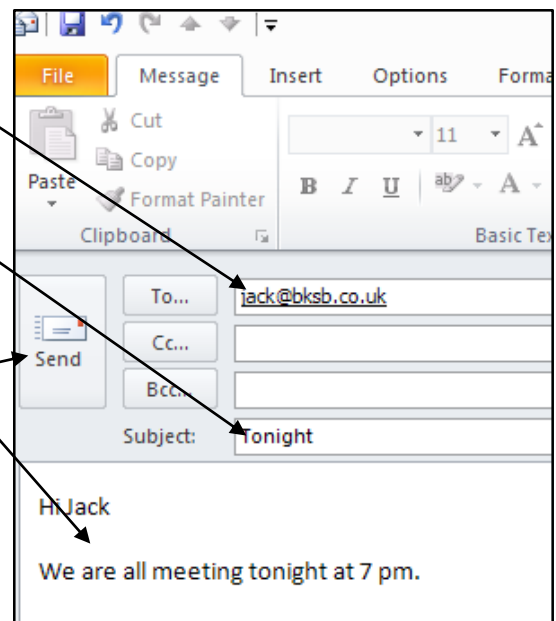 File Message Insert Options Forma
Cut
Copy
Paste
Format Painter
Clipboard
11 A
B I U ab A
Basic Tex
To... jack@bksb.co.uk
Send
Cc...
Bcc...
Subject: Tonight
Hi Jack
We are all meeting tonight at 7 pm.